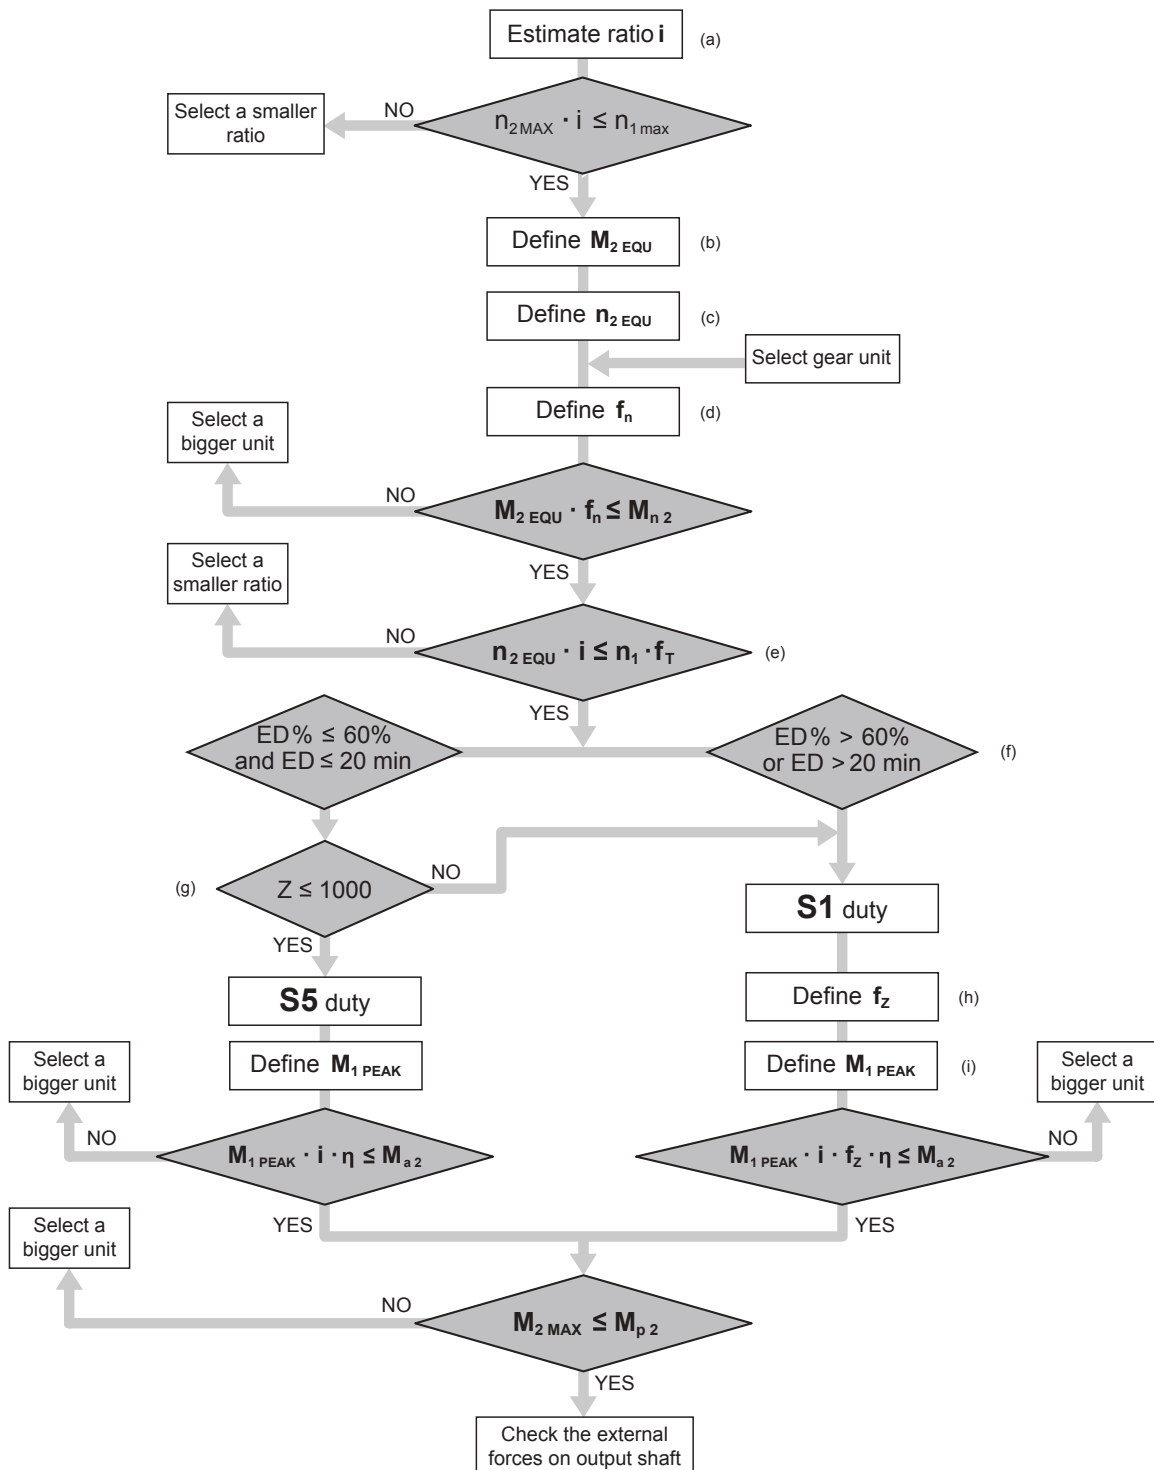 Estimate ratio i
(a)
Select a smaller
ratio
NO
n2 MAX · i ≤ n1 max
YES
Define M2 EQU
(b)
Define n2 EQU
(c)
Select gear unit
Define fn
(d)
Select a
bigger unit
NO
M2 EQU · fn ≤ Mn 2
YES
Select a
smaller ratio
NO
n2 EQU · i ≤ n1 · fT
(e)
YES
ED% ≤ 60%
and ED ≤ 20 min
ED% > 60%
or ED > 20 min
(f)
(g)
Z ≤ 1000
NO
YES
S1 duty
S5 duty
Define fZ
(h)
Select a
bigger unit
Define M1 PEAK
Define M1 PEAK
(i)
Select a
bigger unit
NO
M1 PEAK · i · η ≤ Ma 2
M1 PEAK · i · fZ · η ≤ Ma 2
NO
YES
YES
Select a
bigger unit
NO
M2 MAX ≤ Mp 2
YES
Check the external
forces on output shaft